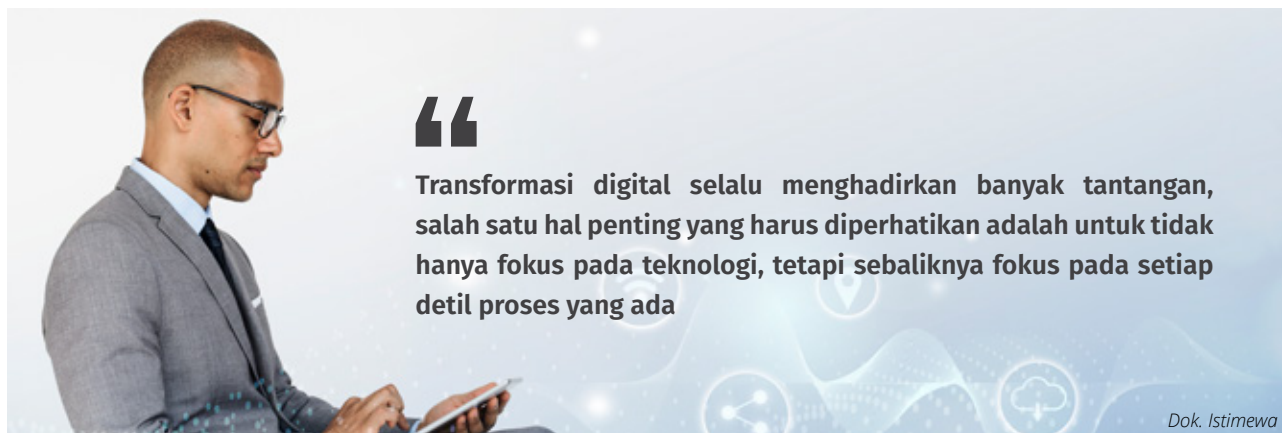 “
Transformasi digital selalu menghadirkan banyak tantangan,
salah satu hal penting yang harus diperhatikan adalah untuk tidak
hanya fokus pada teknologi, tetapi sebaliknya fokus pada setiap
detil proses yang ada
Dok. Istimewa